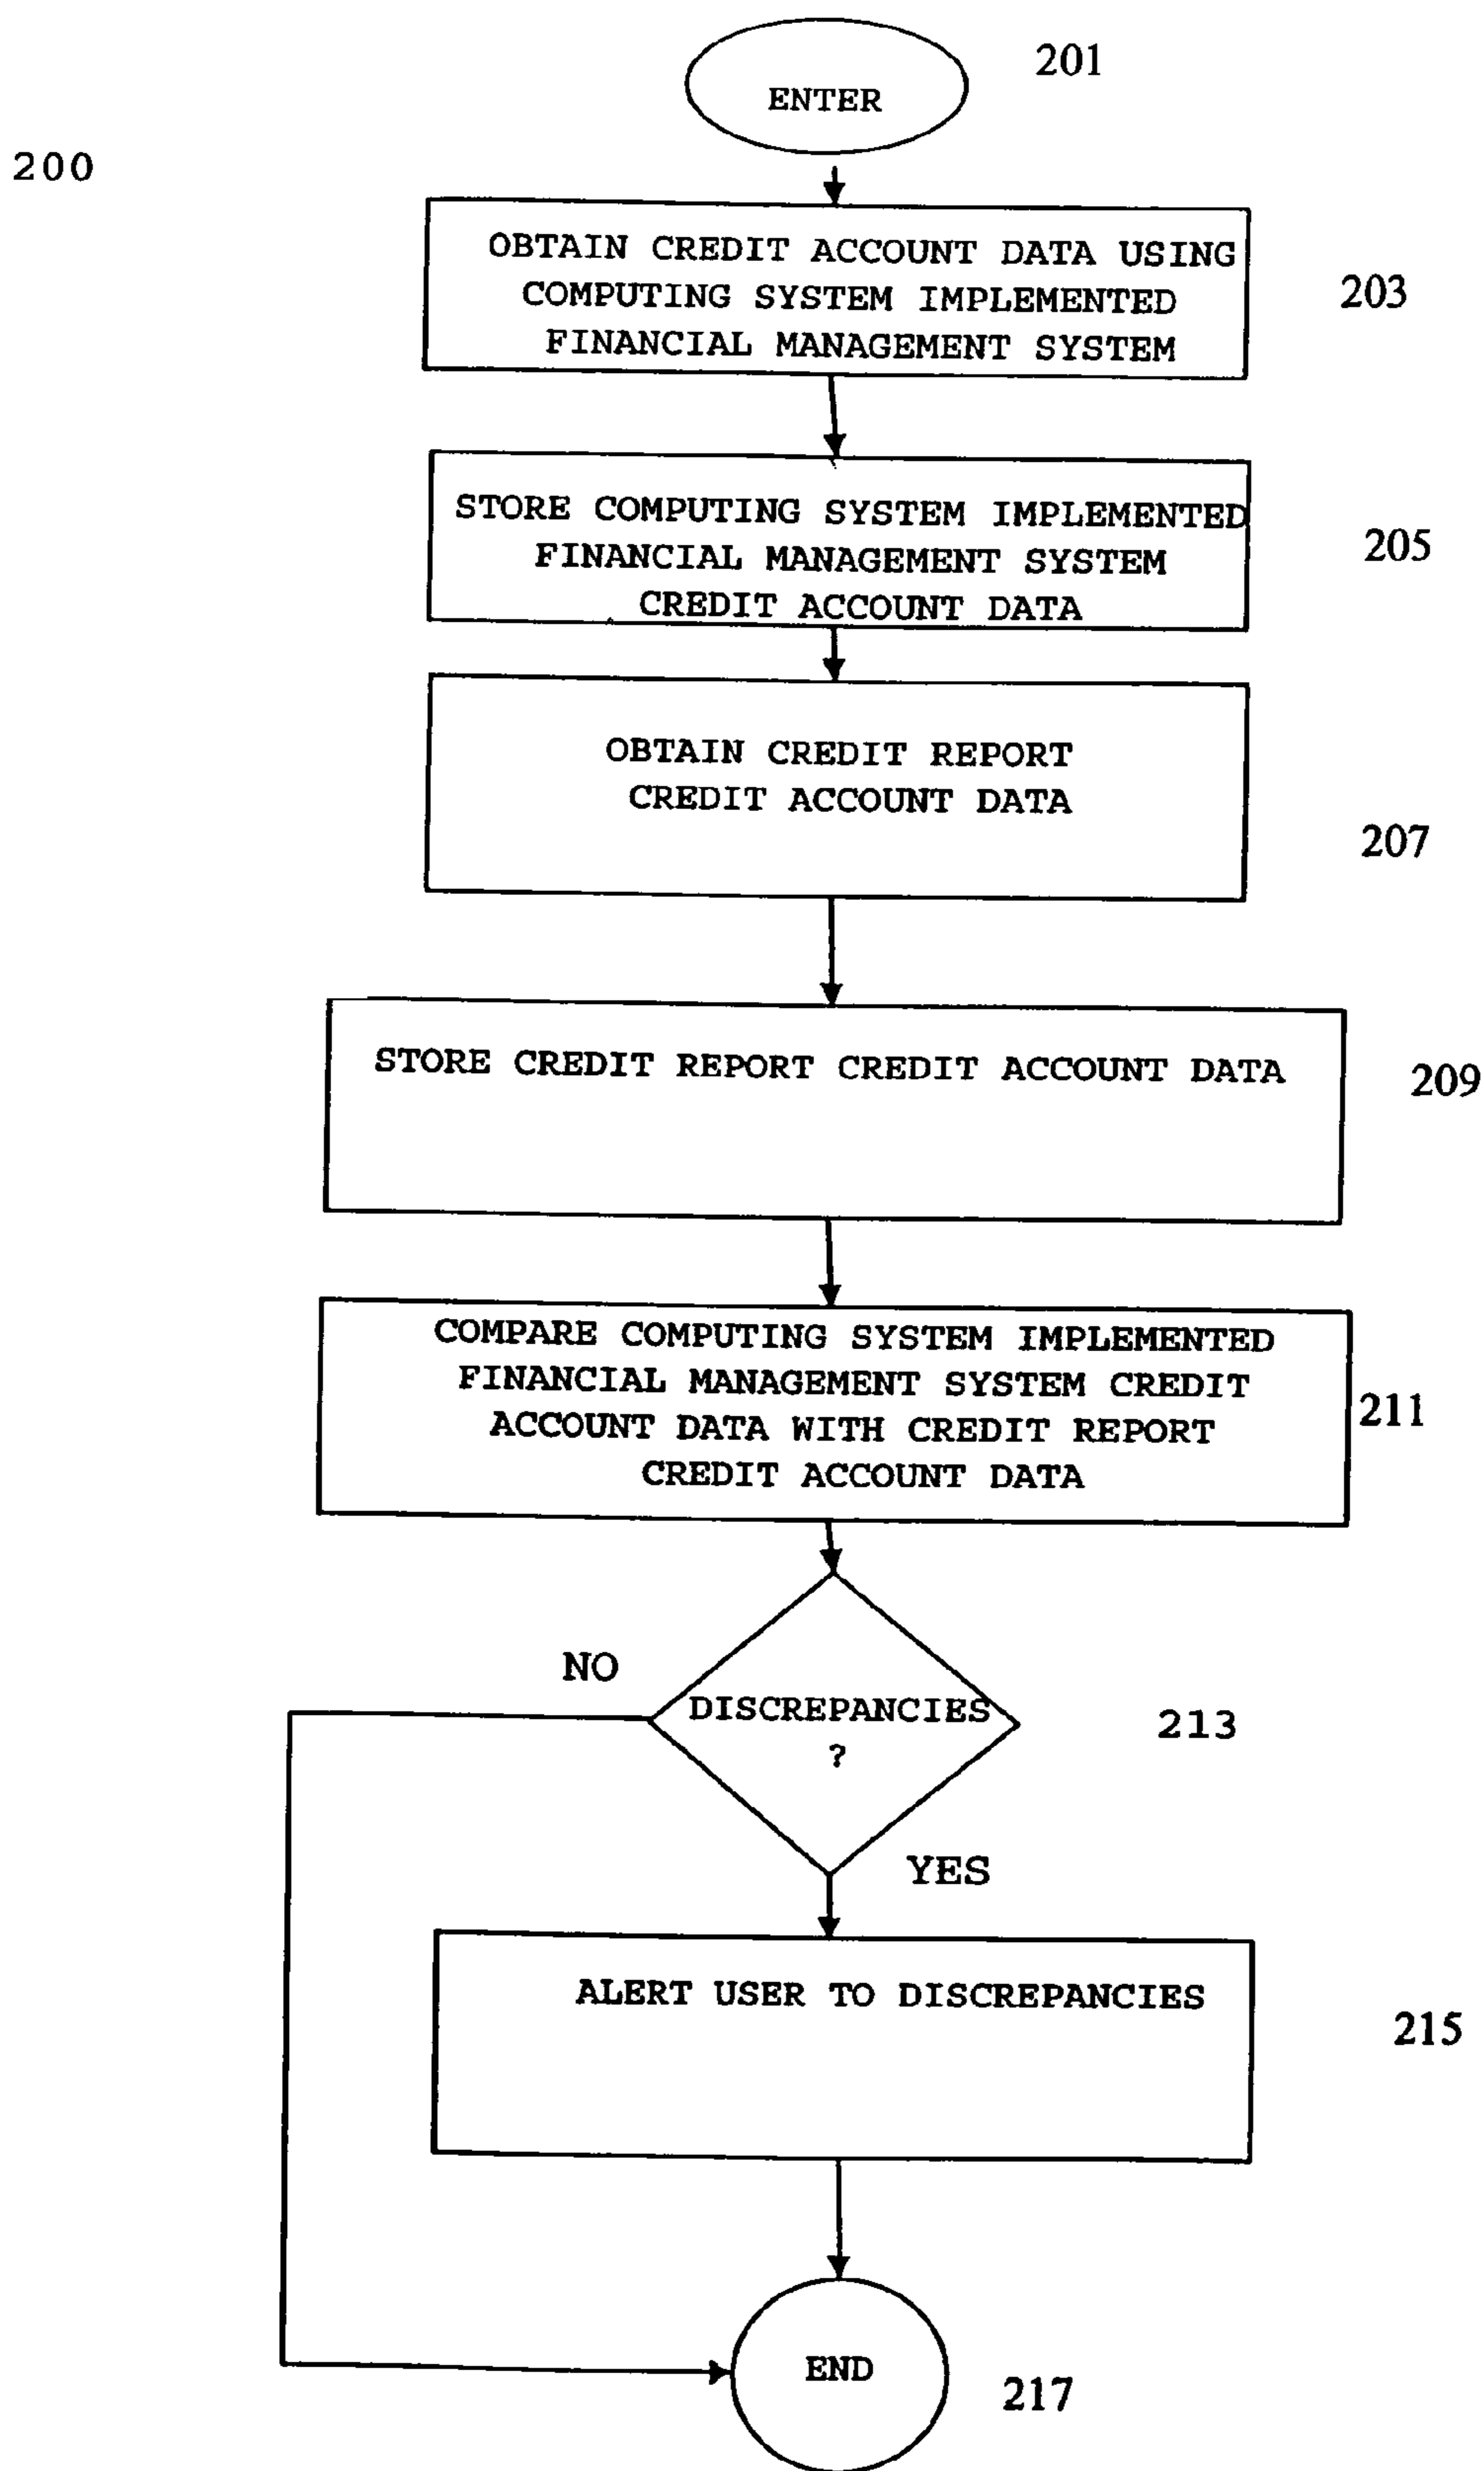 201
ENTER
200
OBTAIN CREDIT ACCOUNT DATA USING
COMPUTING SYSTEM IMPLEMENTED
FINANCIAL MANAGEMENT SYSTEM
203
STORE COMPUTING SYSTEM IMPLEMENTED
FINANCIAL MANAGEMENT SYSTEM
CREDIT ACCOUNT DATA
205
OBTAIN CREDIT REPORT
CREDIT ACCOUNT DATA
207
STORE CREDIT REPORT CREDIT ACCOUNT DATA
209
COMPARE COMPUTING SYSTEM IMPLEMENTED
FINANCIAL MANAGEMENT SYSTEM CREDIT
ACCOUNT DATA WITH CREDIT REPORT
CREDIT ACCOUNT DATA
211
NO
DISCREPANCIES
?
213
YES
ALERT USER TO DISCREPANCIES
215
END
217